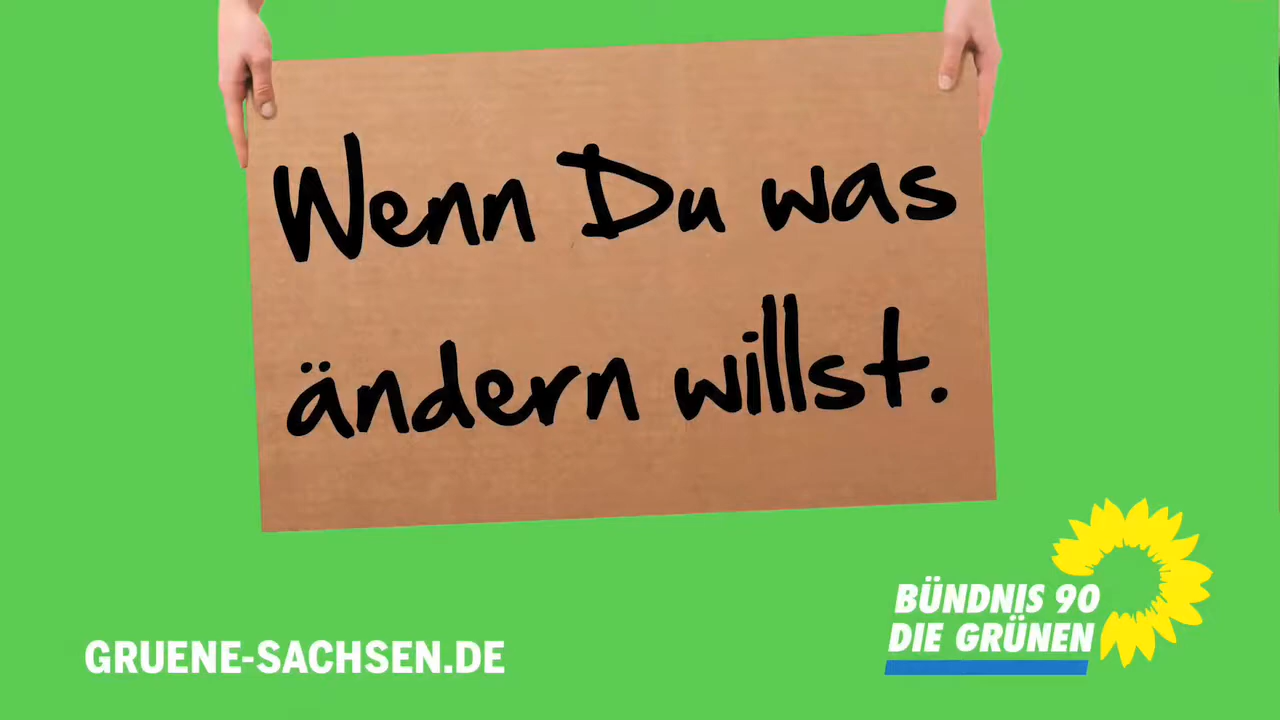 Wenn Du was
ändern willst.
BÜNDNIS 90
DIE GRÜNEN
GRUENE-SACHSEN.DE